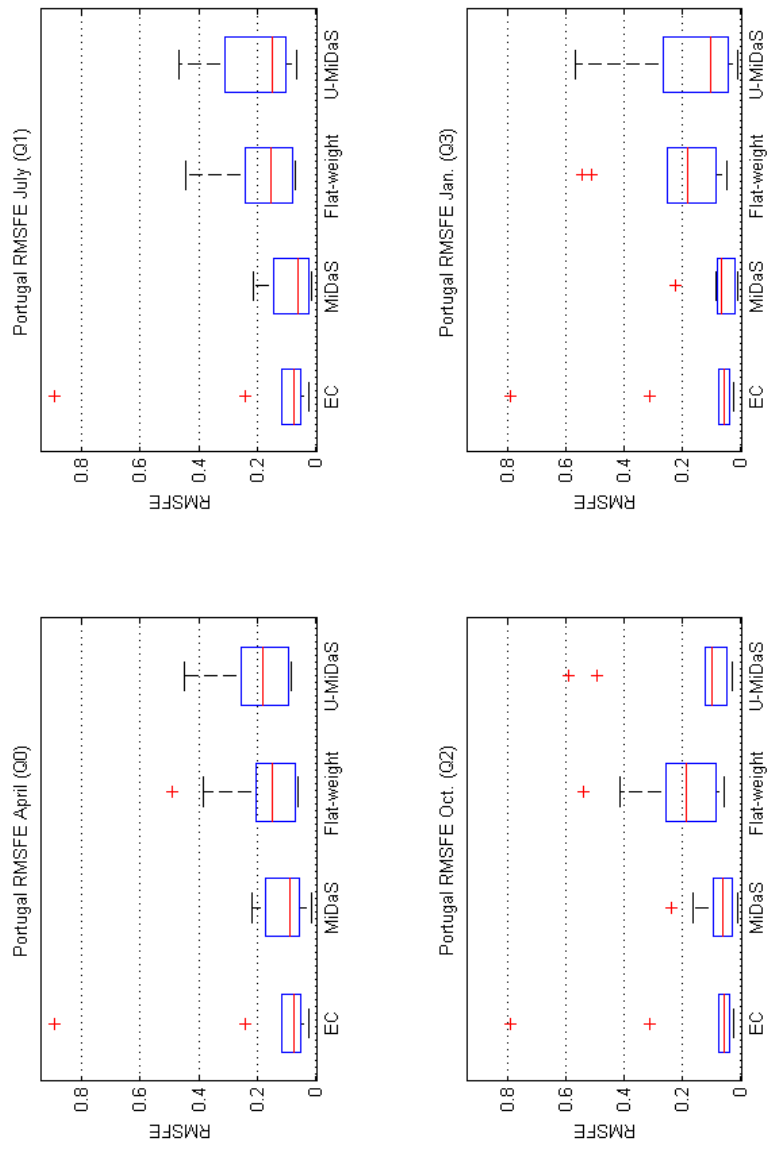 Portugal RMSFE April (Q0)
RMSFE
0.8
0.6
0.4
0.2
0
EC
MiDaS
Flat-weight
U-MiDaS
Portugal RMSFE July (Q1)
RMSFE
0.8
0.6
0.4
0.2
0
EC
MiDaS
Flat-weight
U-MiDaS
Portugal RMSFE Oct. (Q2)
RMSFE
0.8
0.6
0.4
0.2
0
EC
MiDaS
Flat-weight
U-MiDaS
Portugal RMSFE Jan. (Q3)
RMSFE
0.8
0.6
0.4
0.2
0
EC
MiDaS
Flat-weight
U-MiDaS